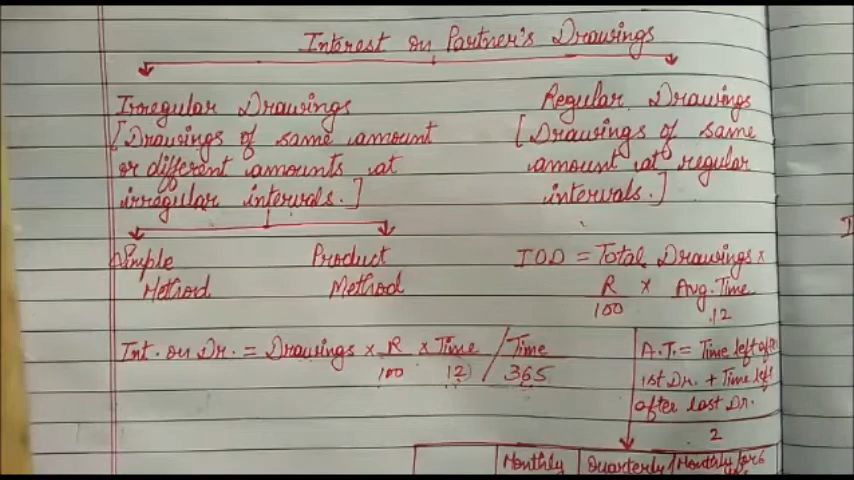 Interest on Partner's Drawings
Irregular Drawings
[Drawings of same amount
or different amounts at
irregular intervals.]
Regular Drawings
[Drawings of same
amount at regular
intervals.]
Simple
Method
Product
Method
IOD = Total Drawings ×
R/100 × Avg. Time/12
Int. on Dr. = Drawings × R/100 × Time/12 / Time/365
A.T. = Time left after
1st Dr. + Time left
after last Dr.
2
Monthly
Quarterly
Monthly for 6